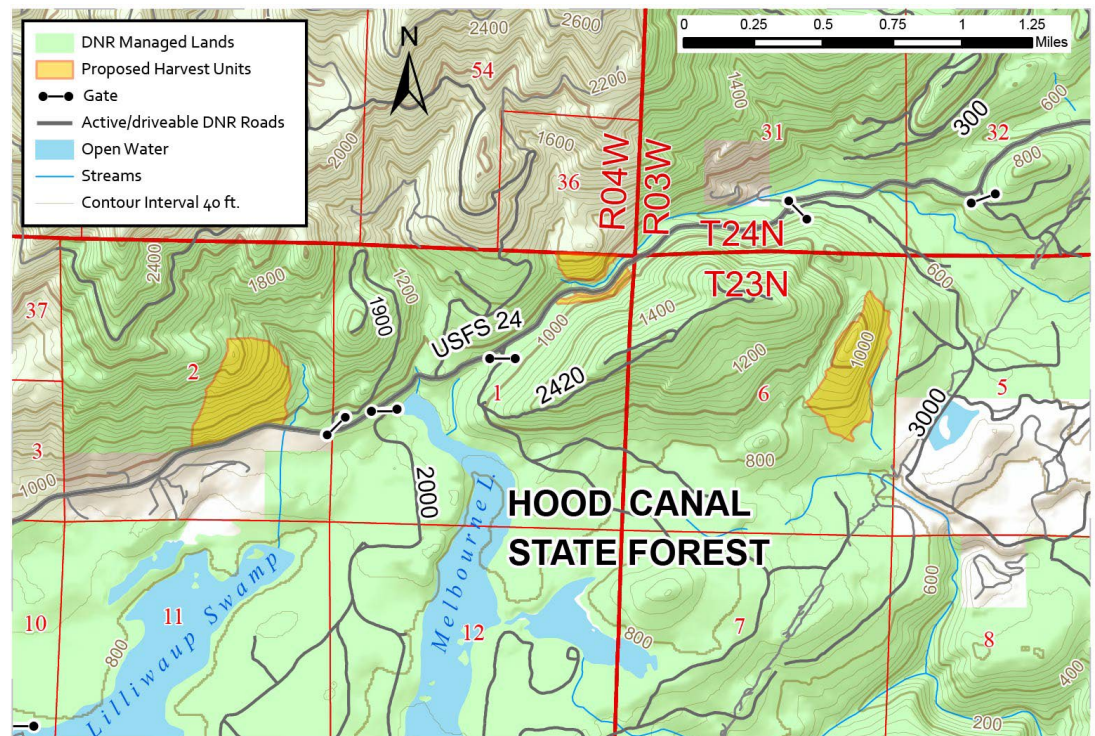 DNR Managed Lands
Proposed Harvest Units
Gate
Active/driveable DNR Roads
Open Water
Streams
Contour Interval 40 ft.
N
0 0.25 0.5 0.75 1 1.25
Miles
2400
2600
54
2200
2000
1600
36
R04W
R03W
1400
31
300
32
600
800
T24N
T23N
2400
1800
1200
1900
37
2
USFS 24
1000
1400
1200
2420
1
6
600
1000
5
3000
3
1000
2000
800
HOOD CANAL
STATE FOREST
Melbourne L
Lilliwaup Swamp
10
11
800
12
800
7
600
8
400
200